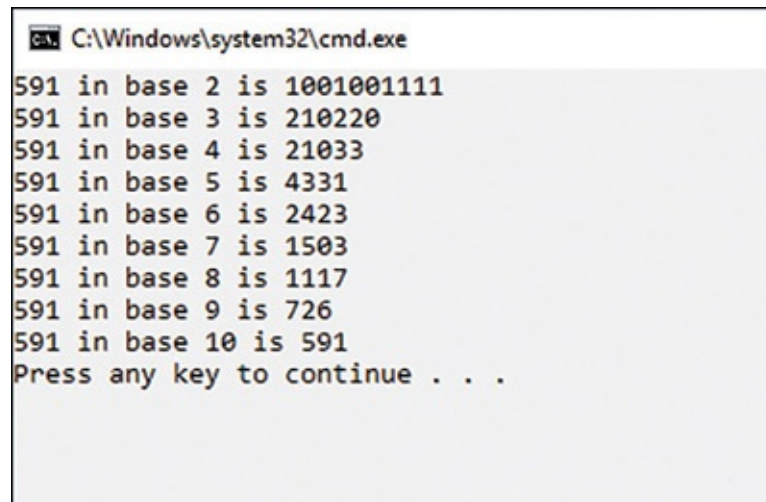 C:\Windows\system32\cmd.exe
591 in base 2 is 1001001111
591 in base 3 is 210220
591 in base 4 is 21033
591 in base 5 is 4331
591 in base 6 is 2423
591 in base 7 is 1503
591 in base 8 is 1117
591 in base 9 is 726
591 in base 10 is 591
Press any key to continue . . .